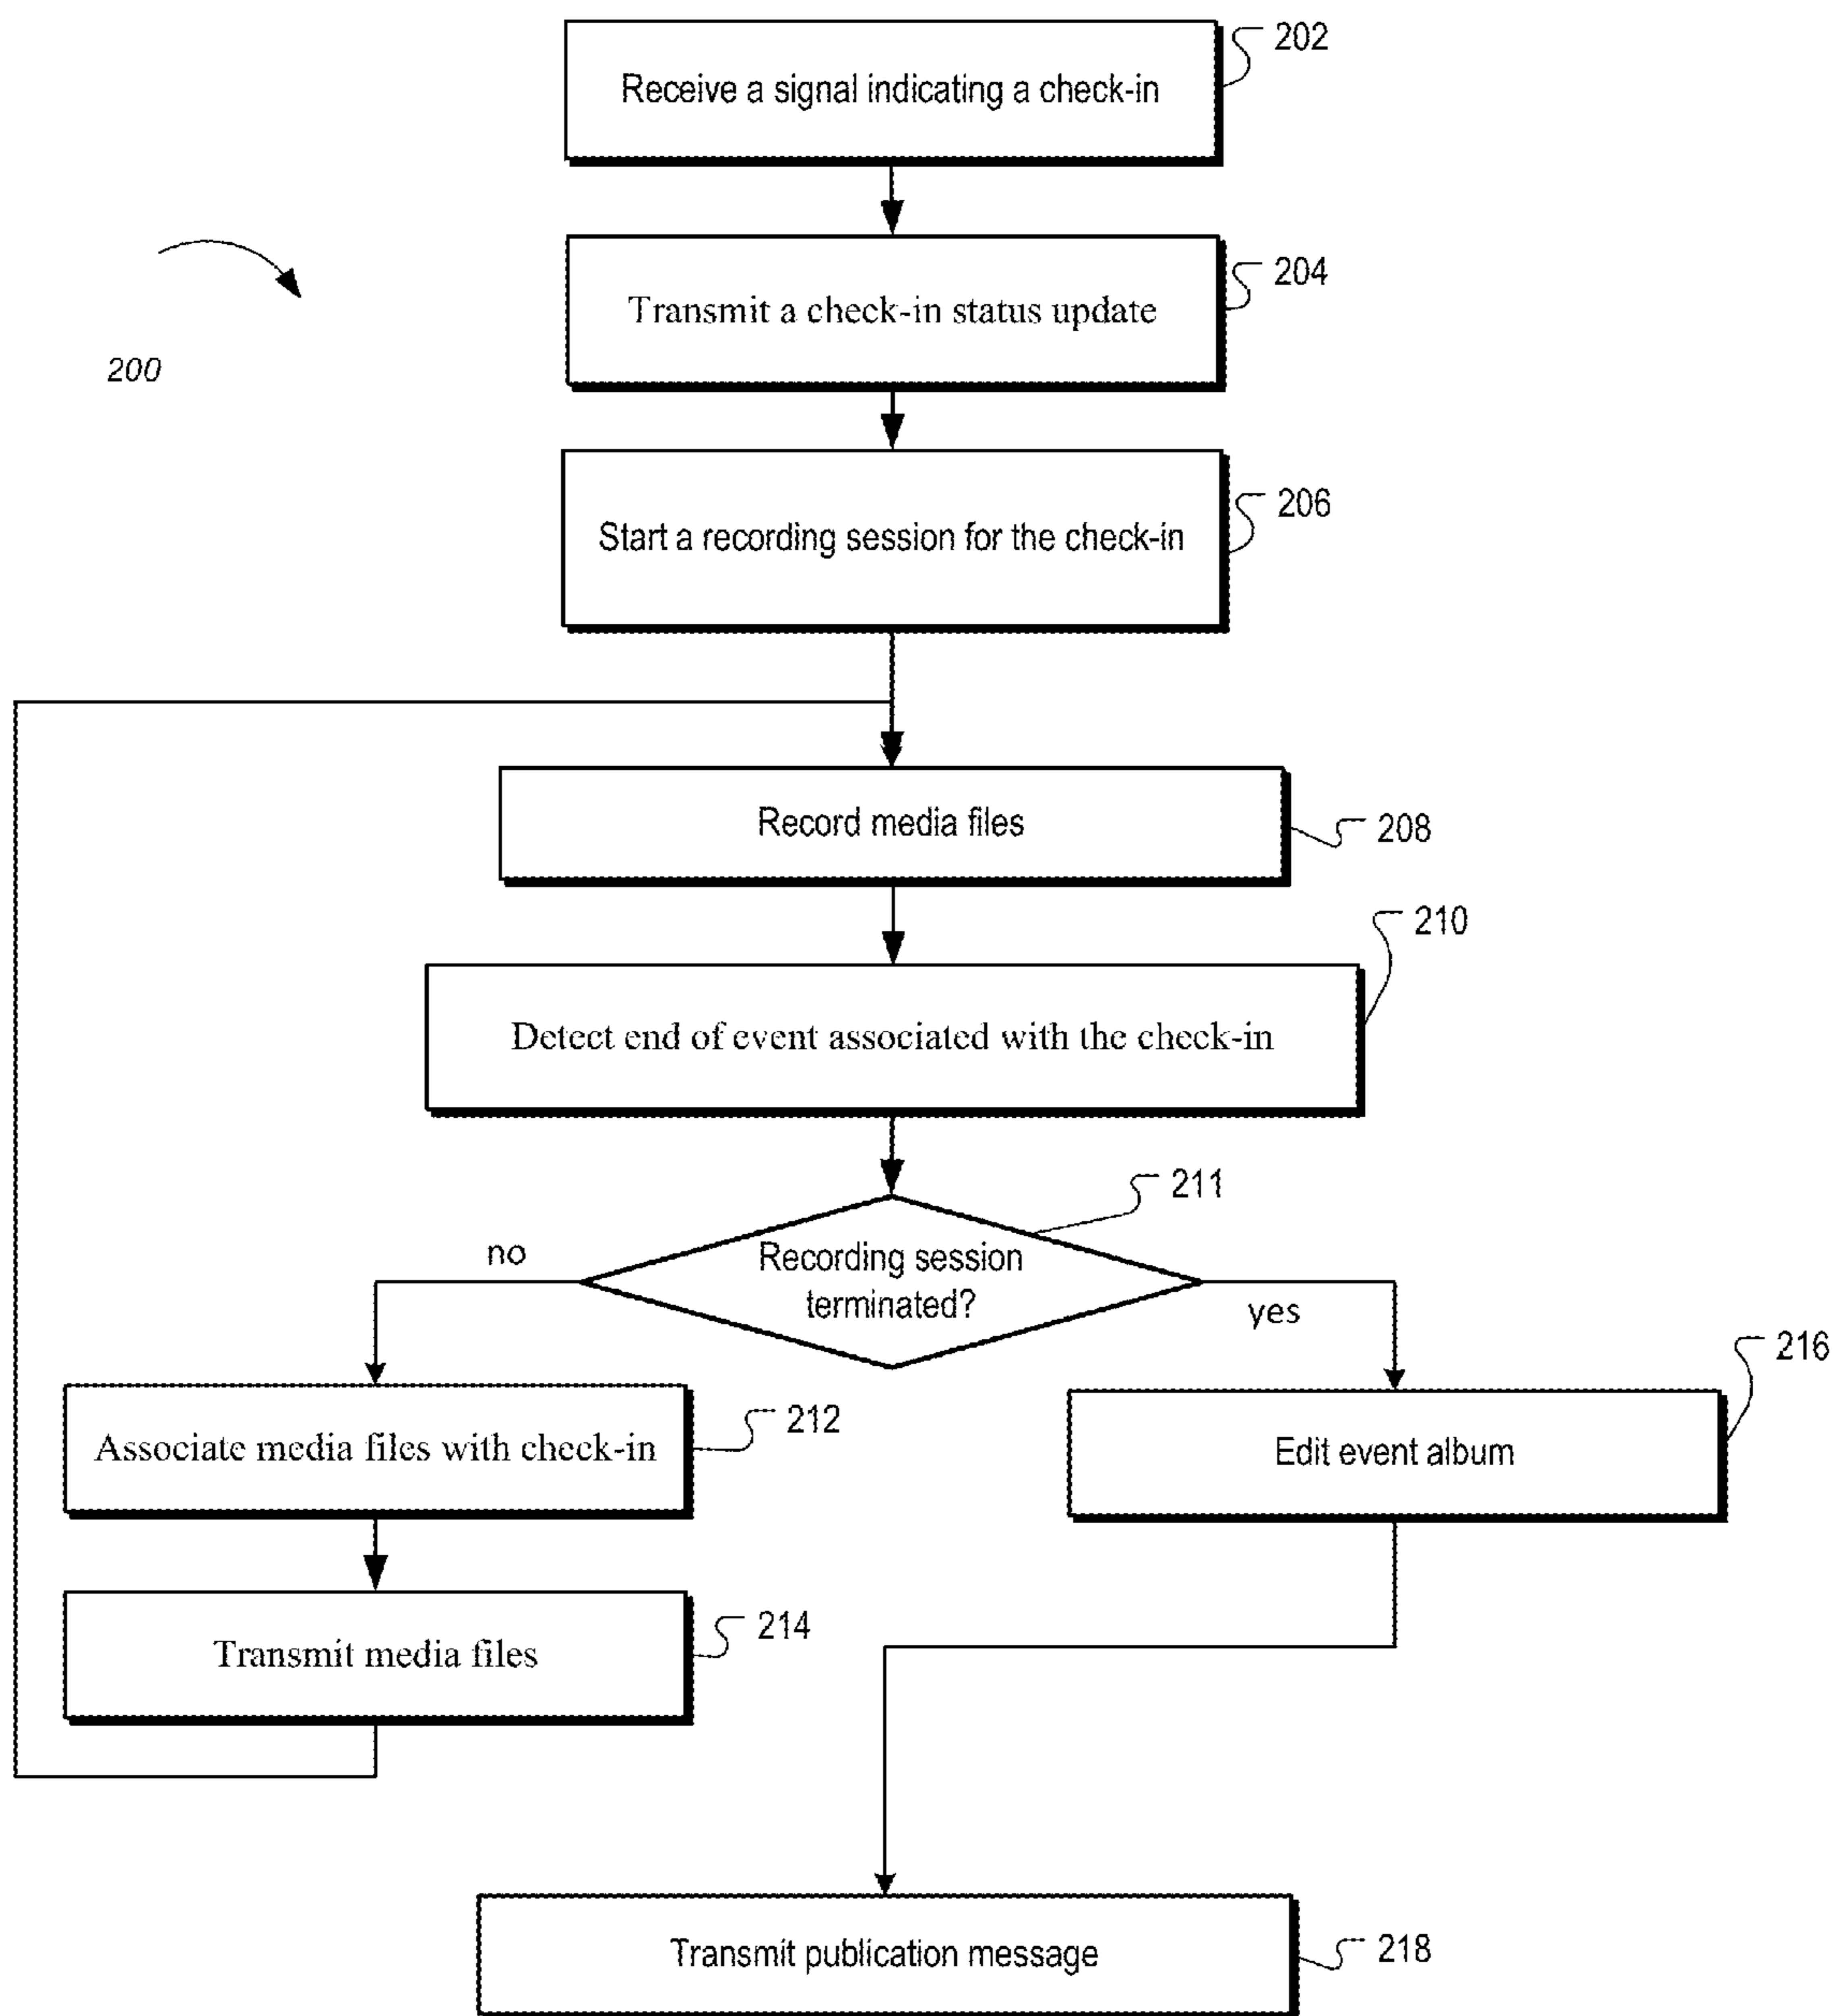 Receive a signal indicating a check-in
202
Transmit a check-in status update
204
200
Start a recording session for the check-in
206
Record media files
208
210
Detect end of event associated with the check-in
211
no
Recording session
terminated?
yes
216
Associate media files with check-in
212
Edit event album
Transmit media files
214
Transmit publication message
218